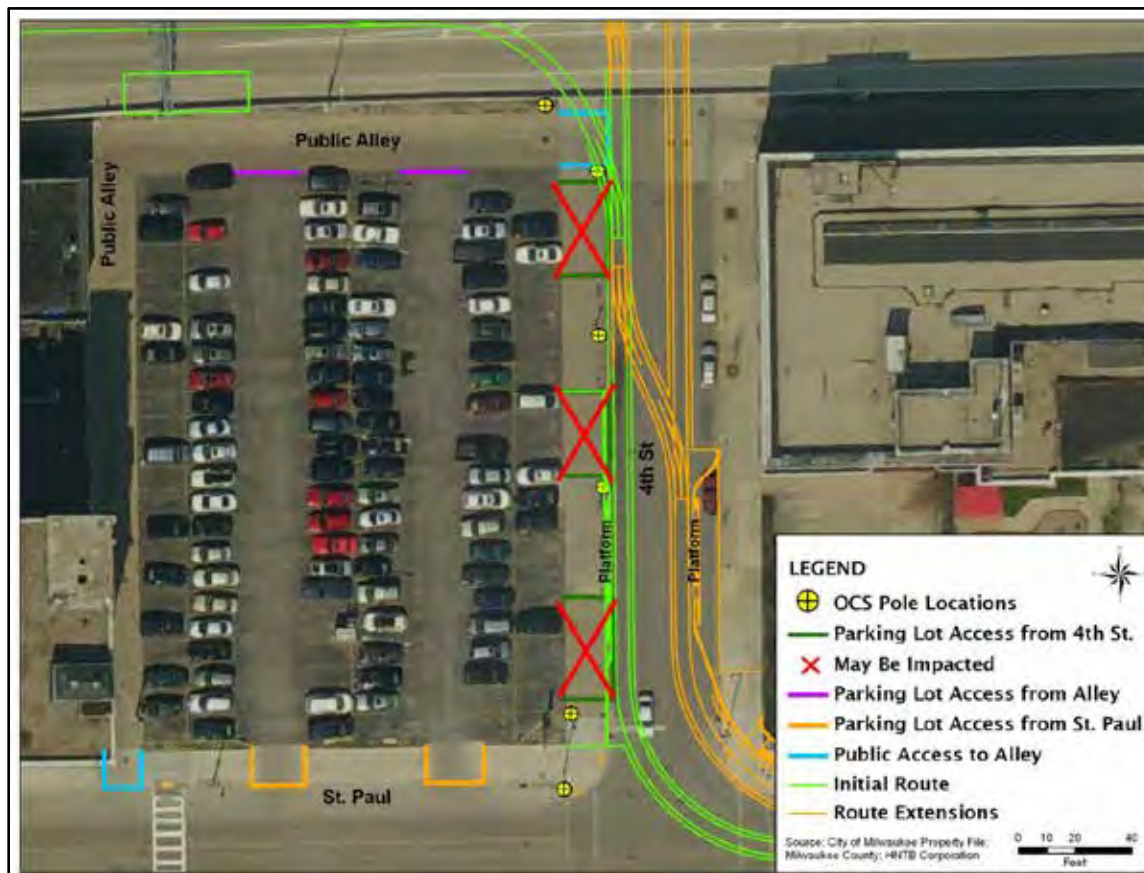 Public Alley
Public Alley
4th St
Platform
Platform
St. Paul
LEGEND
OCS Pole Locations
Parking Lot Access from 4th St.
May Be Impacted
Parking Lot Access from Alley
Parking Lot Access from St. Paul
Public Access to Alley
Initial Route
Route Extensions
Source: City of Milwaukee Property File;
Milwaukee County; HNTB Corporation
0 10 20 40
Feet